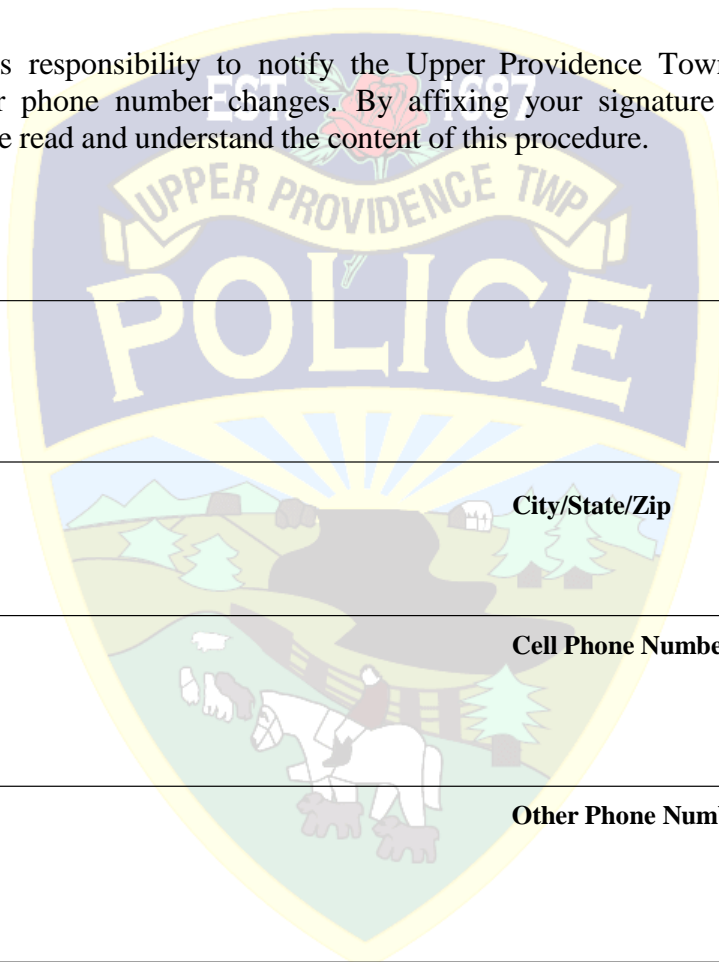 s responsibility to notify the Upper Providence Tow
r phone number changes. By affixing your signature
e read and understand the content of this procedure.
EST. 1687
UPPER PROVIDENCE TWP
POLICE
City/State/Zip
Cell Phone Numbe
Other Phone Num